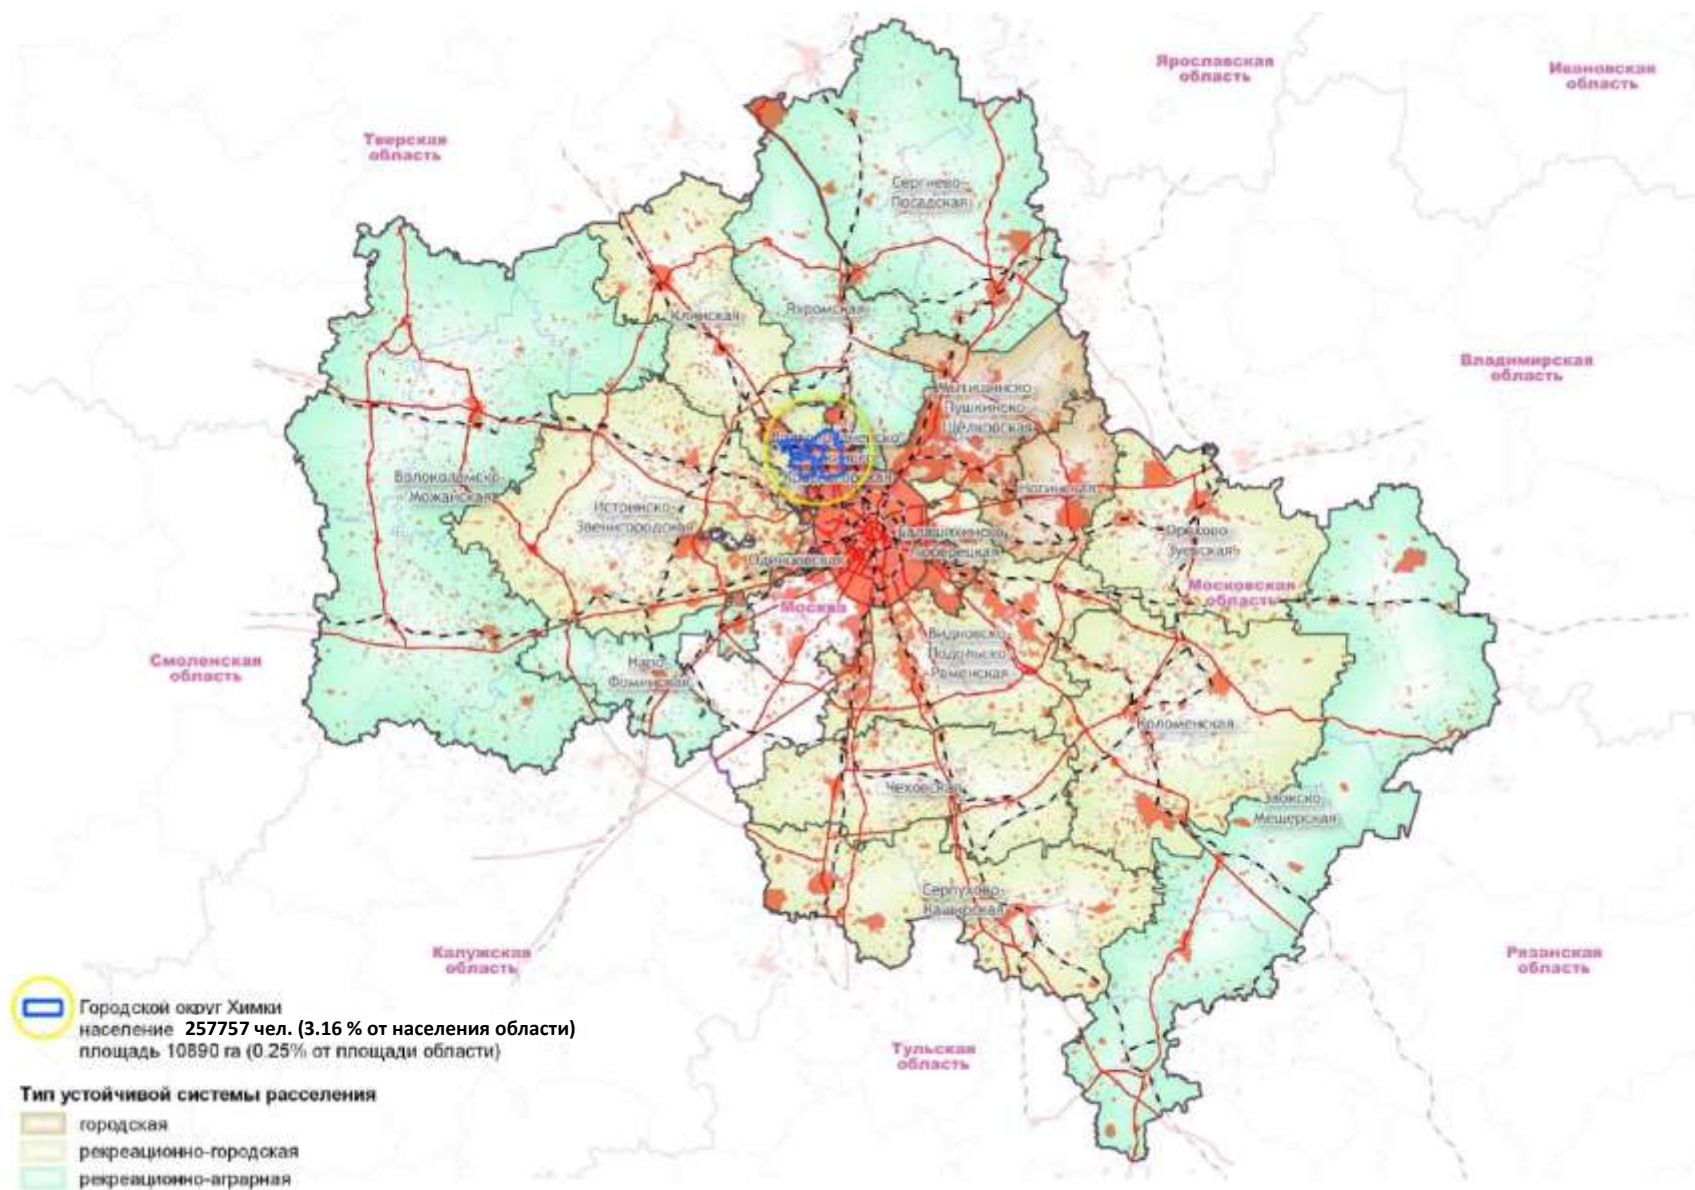 Ярославская
область
Ивановская
область
Тверская
область
Сергиево-
Посадская
Клинская
Яхромская
Владимирская
область
Мытищинско-
Пушкинско-
Щёлковская
Красногорская
Волоколамско-
Можайская
Ногинская
Истринско-
Звенигородская
Орехово-
Зуевская
Балашихинско-
Люберецкая
Одинцовская
Московская
область
Москва
Видновско-
Подольско-
Раменская
Смоленская
область
Наро-
Фоминская
Коломенская
Чеховская
Заокско-
Мещерская
Серпухово-
Каширская
Калужская
область
Рязанская
область
Тульская
область
Городской округ Химки
население 257757 чел. (3.16 % от населения области)
площадь 10890 га (0.25% от площади области)
Тип устойчивой системы расселения
городская
рекреационно-городская
рекреационно-аграрная